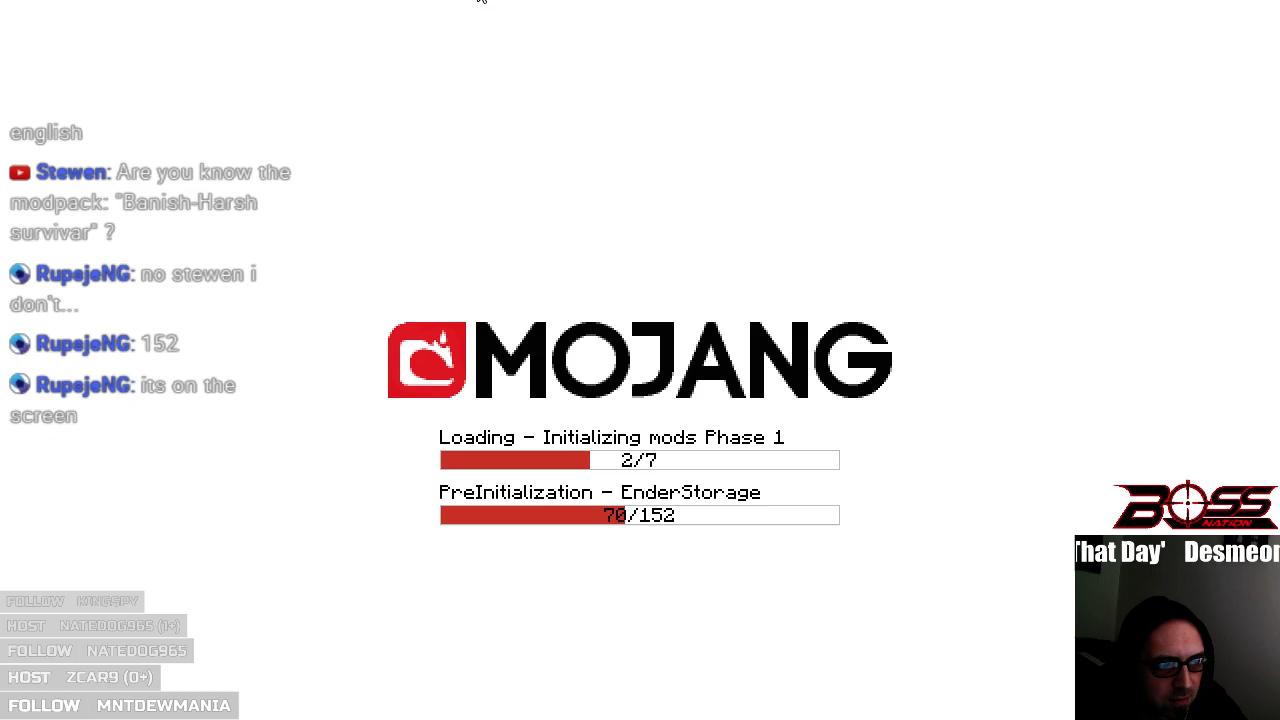 english
Stewen: Are you know the
modpack: "Banish-Harsh
survivar" ?
RupejeNG: no stewen i
don't...
RupejeNG: 152
RupejeNG: its on the
screen
MOJANG
Loading - Initializing mods Phase 1
2/7
PreInitialization - EnderStorage
70/152
BOSS
NATION
That Day' Desmeon
FOLLOW KINGSPY
HOST NATEDOG965 (1+)
FOLLOW NATEDOG965
HOST ZCAR9 (0+)
FOLLOW MNTDEWMANIA